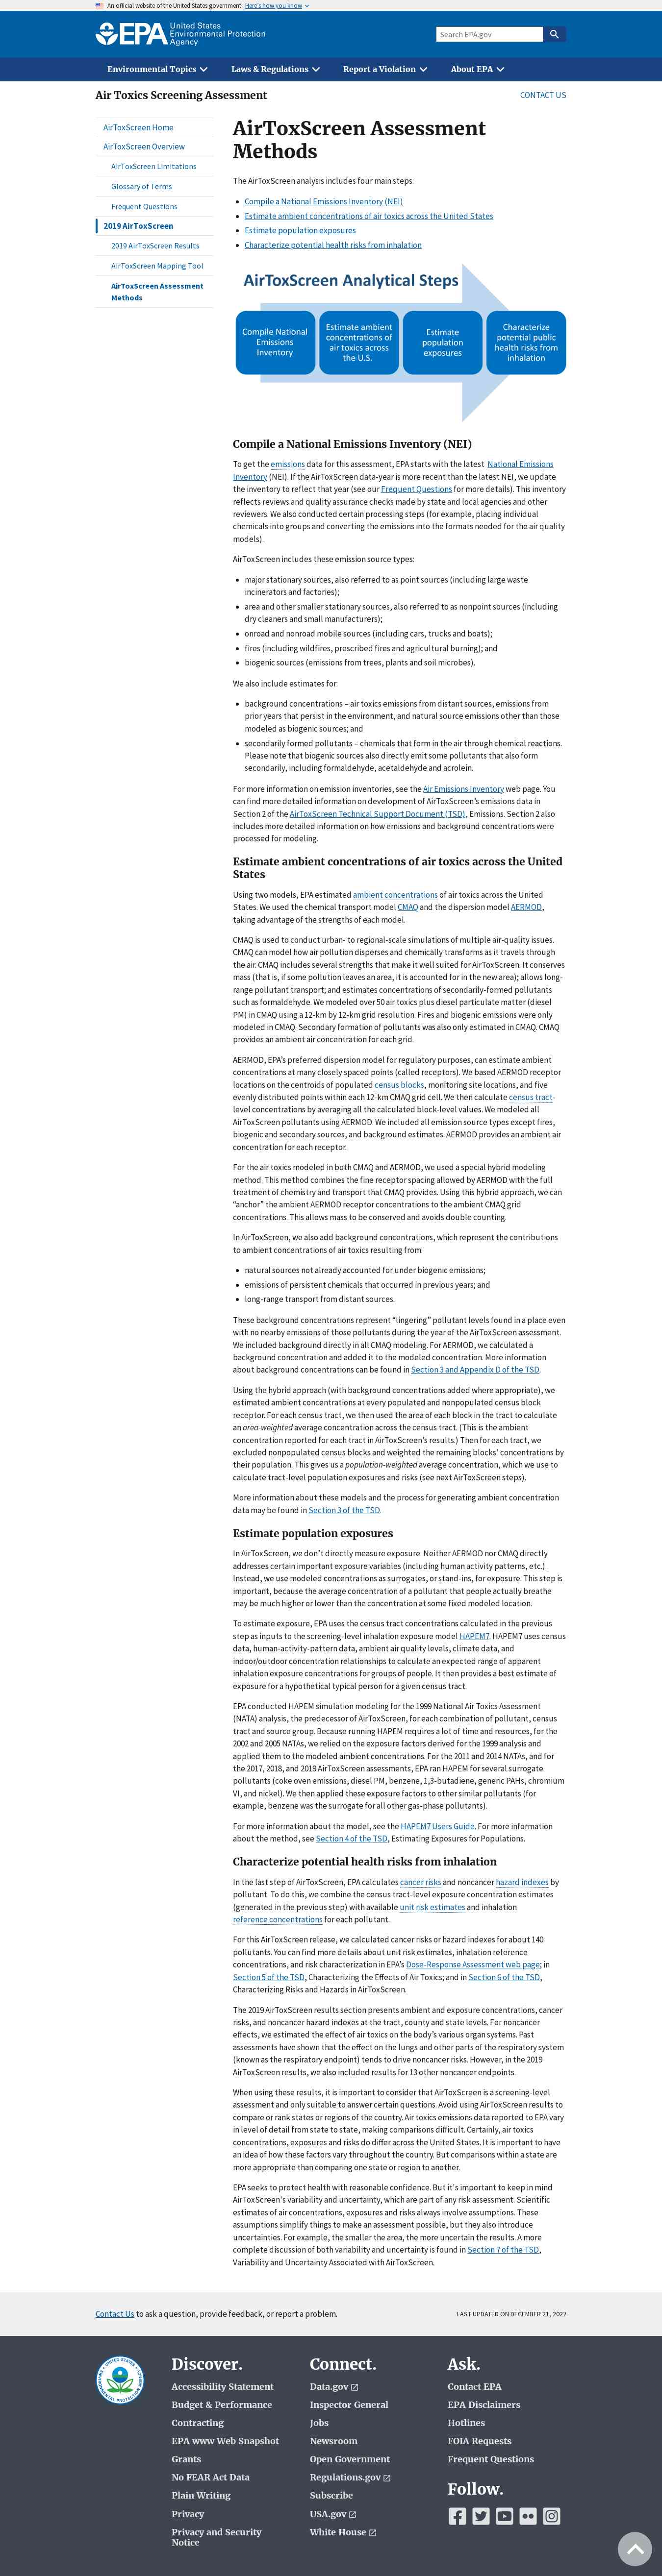 An official website of the United States government Here's how you know
EPA United States
Environmental Protection
Agency
Search EPA.gov
Environmental Topics
Laws & Regulations
Report a Violation
About EPA
Air Toxics Screening Assessment
CONTACT US
AirToxScreen Home
AirToxScreen Overview
AirToxScreen Limitations
Glossary of Terms
Frequent Questions
2019 AirToxScreen
2019 AirToxScreen Results
AirToxScreen Mapping Tool
AirToxScreen Assessment
Methods
AirToxScreen Assessment
Methods
The AirToxScreen analysis includes four main steps:
Compile a National Emissions Inventory (NEI)
Estimate ambient concentrations of air toxics across the United States
Estimate population exposures
Characterize potential health risks from inhalation
AirToxScreen Analytical Steps
Compile National
Emissions
Inventory
Estimate ambient
concentrations of
air toxics across
the U.S.
Estimate
population
exposures
Characterize
potential public
health risks from
inhalation
Compile a National Emissions Inventory (NEI)
To get the emissions data for this assessment, EPA starts with the latest National Emissions
Inventory (NEI). If the AirToxScreen data-year is more recent than the latest NEI, we update
the inventory to reflect that year (see our Frequent Questions for more details). This inventory
reflects reviews and quality assurance checks made by state and local agencies and other
reviewers. We also conducted certain processing steps (for example, placing individual
chemicals into groups and converting the emissions into the formats needed for the air quality
models).
AirToxScreen includes these emission source types:
major stationary sources, also referred to as point sources (including large waste
incinerators and factories);
area and other smaller stationary sources, also referred to as nonpoint sources (including
dry cleaners and small manufacturers);
onroad and nonroad mobile sources (including cars, trucks and boats);
fires (including wildfires, prescribed fires and agricultural burning); and
biogenic sources (emissions from trees, plants and soil microbes).
We also include estimates for:
background concentrations – air toxics emissions from distant sources, emissions from
prior years that persist in the environment, and natural source emissions other than those
modeled as biogenic sources; and
secondarily formed pollutants – chemicals that form in the air through chemical reactions.
Please note that biogenic sources also directly emit some pollutants that also form
secondarily, including formaldehyde, acetaldehyde and acrolein.
For more information on emission inventories, see the Air Emissions Inventory web page. You
can find more detailed information on development of AirToxScreen's emissions data in
Section 2 of the AirToxScreen Technical Support Document (TSD), Emissions. Section 2 also
includes more detailed information on how emissions and background concentrations were
processed for modeling.
Estimate ambient concentrations of air toxics across the United
States
Using two models, EPA estimated ambient concentrations of air toxics across the United
States. We used the chemical transport model CMAQ and the dispersion model AERMOD,
taking advantage of the strengths of each model.
CMAQ is used to conduct urban- to regional-scale simulations of multiple air-quality issues.
CMAQ can model how air pollution disperses and chemically transforms as it travels through
the air. CMAQ includes several strengths that make it well suited for AirToxScreen. It conserves
mass (that is, if some pollution leaves an area, it is accounted for in the new area); allows long-
range pollutant transport; and estimates concentrations of secondarily-formed pollutants
such as formaldehyde. We modeled over 50 air toxics plus diesel particulate matter (diesel
PM) in CMAQ using a 12-km by 12-km grid resolution. Fires and biogenic emissions were only
modeled in CMAQ. Secondary formation of pollutants was also only estimated in CMAQ. CMAQ
provides an average air concentration for each grid.
AERMOD, EPA's preferred dispersion model for regulatory purposes, can estimate ambient
concentrations at many closely spaced points (called receptors). We based AERMOD receptor
locations on the centroids of populated census blocks, monitoring site locations, and five
evenly distributed points within each 12-km CMAQ grid cell. We then calculate census tract-
level concentrations by averaging all the calculated block-level values. We modeled all
AirToxScreen pollutants using AERMOD. We included all emission source types except fires,
biogenic and secondary sources, and background estimates. AERMOD provides an ambient air
concentration for each receptor.
For the air toxics modeled in both CMAQ and AERMOD, we used a special hybrid modeling
method. This method combines the fine receptor spacing allowed by AERMOD with the full
treatment of chemistry and transport that CMAQ provides. Using this hybrid approach, we can
"anchor" the ambient AERMOD receptor concentrations to the ambient CMAQ grid
concentrations. This allows mass to be conserved and avoids double counting.
In AirToxScreen, we also add background concentrations, which represent the contributions
to ambient concentrations of air toxics resulting from:
natural sources not already accounted for under biogenic emissions;
emissions of persistent chemicals that occurred in previous years; and
long-range transport from distant sources.
These background concentrations represent "lingering" pollutant levels found in a place even
with no nearby emissions of those pollutants during the year of the AirToxScreen assessment.
We included background directly in all CMAQ modeling. For AERMOD, we calculated a
background concentration and added it to the modeled concentration. More information
about background concentrations can be found in Section 3 and Appendix D of the TSD.
Using the hybrid approach (with background concentrations added where appropriate), we
estimated ambient concentrations at every populated and nonpopulated census block
receptor. For each census tract, we then used the area of each block in the tract to calculate
an area-weighted average concentration across the census tract. (This is the ambient
concentration reported for each tract in AirToxScreen's results.) Then for each tract, we
excluded nonpopulated census blocks and weighted the remaining blocks' concentrations by
their population. This gives us a population-weighted average concentration, which we use to
calculate tract-level population exposures and risks (see next AirToxScreen steps).
More information about these models and the process for generating ambient concentration
data may be found in Section 3 of the TSD.
Estimate population exposures
In AirToxScreen, we don't directly measure exposure. Neither AERMOD nor CMAQ directly
addresses certain important exposure variables (including human activity patterns, etc.).
Instead, we use modeled concentrations as surrogates, or stand-ins, for exposure. This step is
important, because the average concentration of a pollutant that people actually breathe
may be much higher or lower than the concentration at some fixed modeled location.
To estimate exposure, EPA uses the census tract concentrations calculated in the previous
step as inputs to the screening-level inhalation exposure model HAPEM7. HAPEM7 uses census
data, human-activity-pattern data, ambient air quality levels, climate data, and
indoor/outdoor concentration relationships to calculate an expected range of apparent
inhalation exposure concentrations for groups of people. It then provides a best estimate of
exposure for a hypothetical typical person for a given census tract.
EPA conducted HAPEM simulation modeling for the 1999 National Air Toxics Assessment
(NATA) analysis, the predecessor of AirToxScreen, for each combination of pollutant, census
tract and source group. Because running HAPEM requires a lot of time and resources, for the
2002 and 2005 NATAs, we relied on the exposure factors derived for the 1999 analysis and
applied them to the modeled ambient concentrations. For the 2011 and 2014 NATAs, and for
the 2017, 2018, and 2019 AirToxScreen assessments, EPA ran HAPEM for several surrogate
pollutants (coke oven emissions, diesel PM, benzene, 1,3-butadiene, generic PAHs, chromium
VI, and nickel). We then applied these exposure factors to other similar pollutants (for
example, benzene was the surrogate for all other gas-phase pollutants).
For more information about the model, see the HAPEM7 Users Guide. For more information
about the method, see Section 4 of the TSD, Estimating Exposures for Populations.
Characterize potential health risks from inhalation
In the last step of AirToxScreen, EPA calculates cancer risks and noncancer hazard indexes by
pollutant. To do this, we combine the census tract-level exposure concentration estimates
(generated in the previous step) with available unit risk estimates and inhalation
reference concentrations for each pollutant.
For this AirToxScreen release, we calculated cancer risks or hazard indexes for about 140
pollutants. You can find more details about unit risk estimates, inhalation reference
concentrations, and risk characterization in EPA's Dose-Response Assessment web page; in
Section 5 of the TSD, Characterizing the Effects of Air Toxics; and in Section 6 of the TSD,
Characterizing Risks and Hazards in AirToxScreen.
The 2019 AirToxScreen results section presents ambient and exposure concentrations, cancer
risks, and noncancer hazard indexes at the tract, county and state levels. For noncancer
effects, we estimated the effect of air toxics on the body's various organ systems. Past
assessments have shown that the effect on the lungs and other parts of the respiratory system
(known as the respiratory endpoint) tends to drive noncancer risks. However, in the 2019
AirToxScreen results, we also included results for 13 other noncancer endpoints.
When using these results, it is important to consider that AirToxScreen is a screening-level
assessment and only suitable to answer certain questions. Avoid using AirToxScreen results to
compare or rank states or regions of the country. Air toxics emissions data reported to EPA vary
in level of detail from state to state, making comparisons difficult. Certainly, air toxics
concentrations, exposures and risks do differ across the United States. It is important to have
an idea of how these factors vary throughout the country. But comparisons within a state are
more appropriate than comparing one state or region to another.
EPA seeks to protect health with reasonable confidence. But it's important to keep in mind
AirToxScreen's variability and uncertainty, which are part of any risk assessment. Scientific
estimates of air concentrations, exposures and risks always involve assumptions. These
assumptions simplify things to make an assessment possible, but they also introduce
uncertainties. For example, the smaller the area, the more uncertain the results. A more
complete discussion of both variability and uncertainty is found in Section 7 of the TSD,
Variability and Uncertainty Associated with AirToxScreen.
Contact Us to ask a question, provide feedback, or report a problem.
LAST UPDATED ON DECEMBER 21, 2022
Discover.
Accessibility Statement
Budget & Performance
Contracting
EPA www Web Snapshot
Grants
No FEAR Act Data
Plain Writing
Privacy
Privacy and Security
Notice
Connect.
Data.gov
Inspector General
Jobs
Newsroom
Open Government
Regulations.gov
Subscribe
USA.gov
White House
Ask.
Contact EPA
EPA Disclaimers
Hotlines
FOIA Requests
Frequent Questions
Follow.